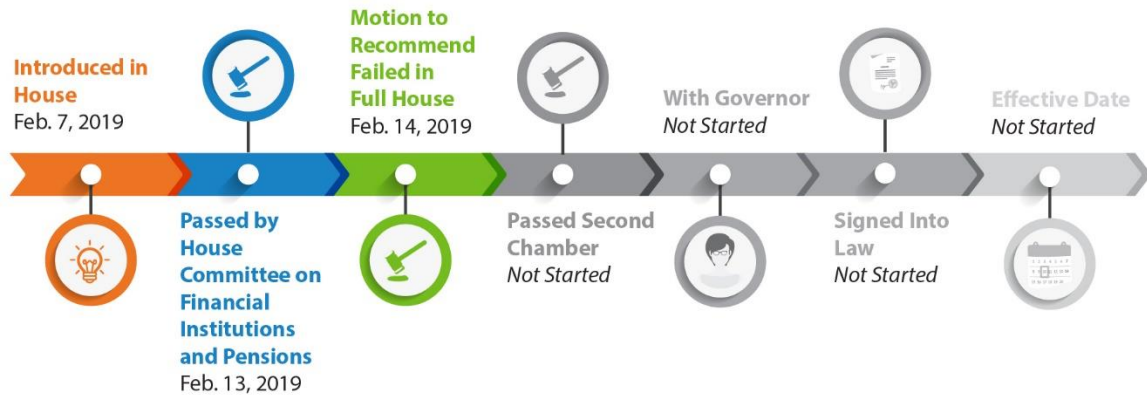 Introduced in
House
Feb. 7, 2019
Passed by
House
Committee on
Financial
Institutions
and Pensions
Feb. 13, 2019
Motion to
Recommend
Failed in
Full House
Feb. 14, 2019
Passed Second
Chamber
Not Started
With Governor
Not Started
Signed Into
Law
Not Started
Effective Date
Not Started